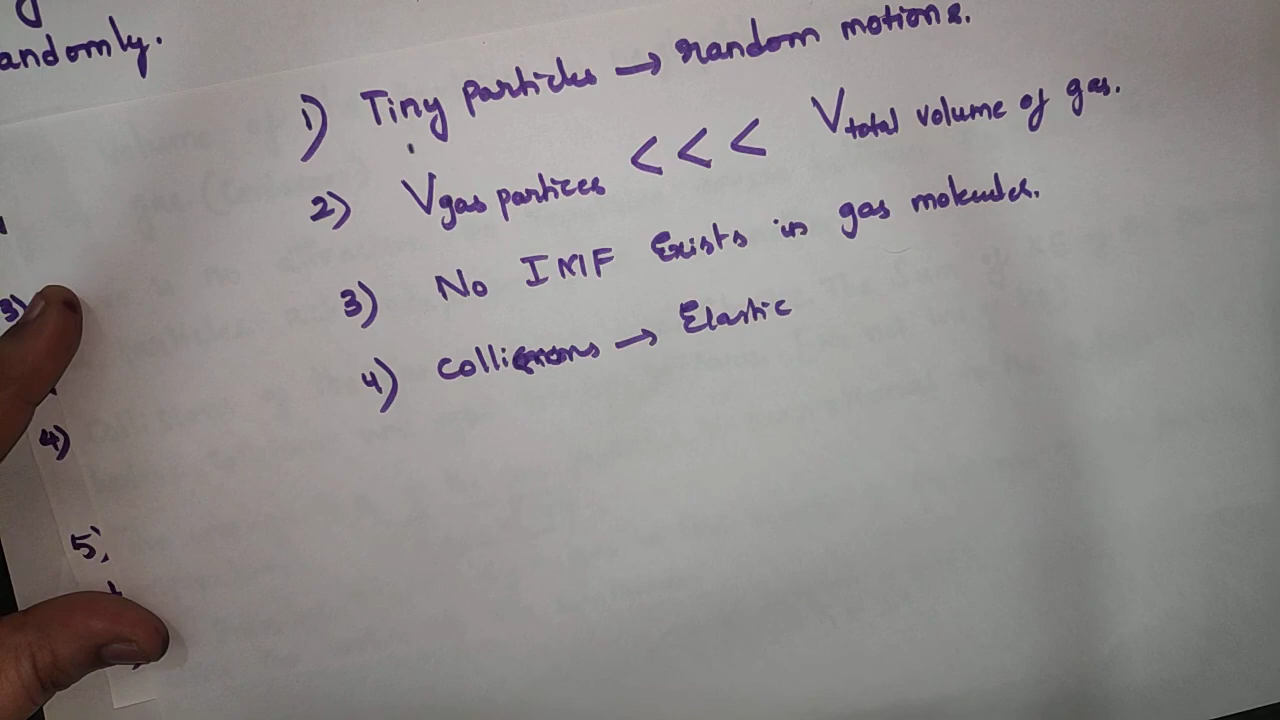 andomly.
1) Tiny particles → random motions.
2) Vgas partices <<< Vtotal volume of gas.
3) No IMF Exists in gas molecules.
4) Collisions → Elastic
3)
4)
5)